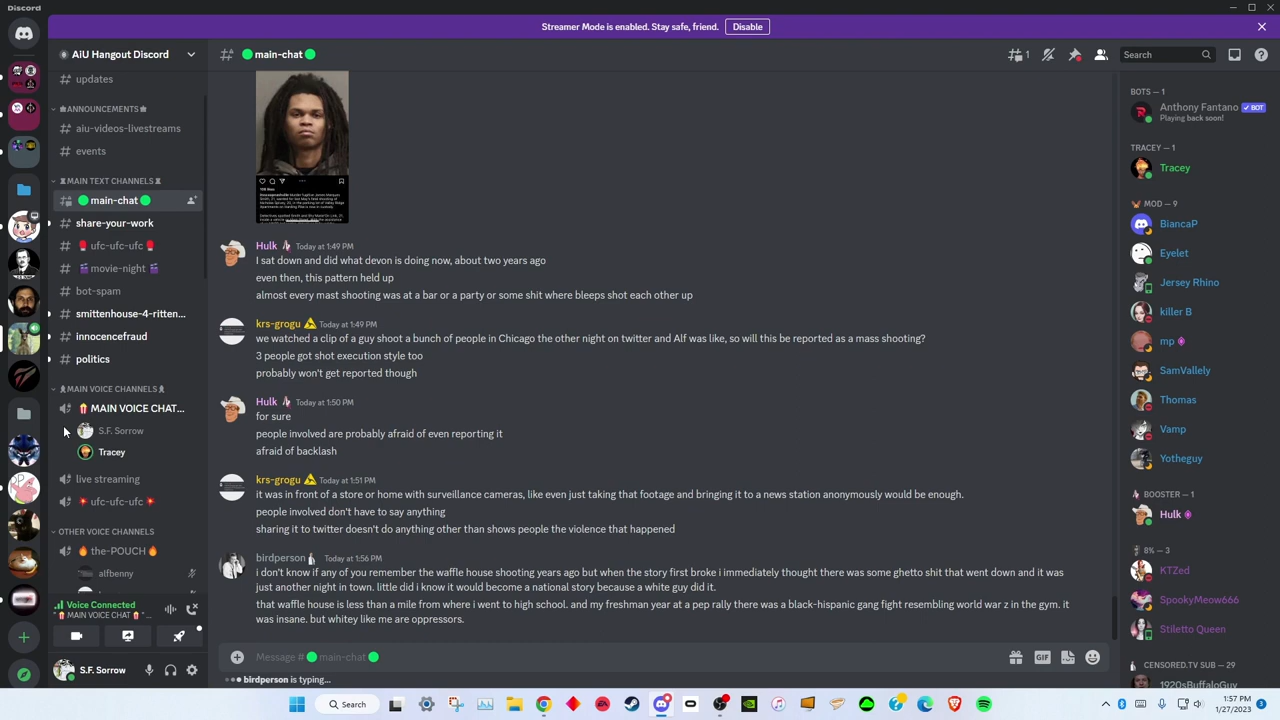 Discord
Streamer Mode is enabled. Stay safe, friend.
Disable
AiU Hangout Discord
updates
ANNOUNCEMENTS
aiu-videos-livestreams
events
MAIN TEXT CHANNELS
main-chat
share-your-work
ufc-ufc-ufc
movie-night
bot-spam
smittenhouse-4-ritten...
innocencefraud
politics
MAIN VOICE CHANNELS
MAIN VOICE CHAT...
S.F. Sorrow
Tracey
live streaming
ufc-ufc-ufc
OTHER VOICE CHANNELS
the-POUCH
alfbenny
Voice Connected
MAIN VOICE CHAT
S.F. Sorrow
main-chat
1
Search
Hulk Today at 1:49 PM
I sat down and did what devon is doing now, about two years ago
even then, this pattern held up
almost every mast shooting was at a bar or a party or some shit where bleeps shot each other up
krs-grogu Today at 1:49 PM
we watched a clip of a guy shoot a bunch of people in Chicago the other night on twitter and Alf was like, so will this be reported as a mass shooting?
3 people got shot execution style too
probably won't get reported though
Hulk Today at 1:50 PM
for sure
people involved are probably afraid of even reporting it
afraid of backlash
krs-grogu Today at 1:51 PM
it was in front of a store or home with surveillance cameras, like even just taking that footage and bringing it to a news station anonymously would be enough.
people involved don't have to say anything
sharing it to twitter doesn't do anything other than shows people the violence that happened
birdperson Today at 1:56 PM
i don't know if any of you remember the waffle house shooting years ago but when the story first broke i immediately thought there was some ghetto shit that went down and it was
just another night in town. little did i know it would become a national story because a white guy did it.
that waffle house is less than a mile from where i went to high school. and my freshman year at a pep rally there was a black-hispanic gang fight resembling world war z in the gym. it
was insane. but whitey like me are oppressors.
Message # main-chat
GIF
birdperson is typing...
BOTS — 1
Anthony Fantano BOT
Playing back soon!
TRACEY — 1
Tracey
MOD — 9
BiancaP
Eyelet
Jersey Rhino
killer B
mp
SamVallely
Thomas
Vamp
Yotheguy
BOOSTER — 1
Hulk
8% — 3
KTZed
SpookyMeow666
Stiletto Queen
CENSORED.TV SUB — 29
1920sBuffaloGuy
Search
1:57 PM
1/27/2023